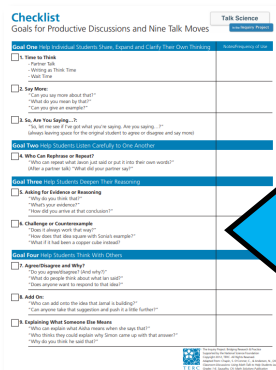 Checklist
Talk Science
Goals for Productive Discussions and Nine Talk Moves
Inquiry Project
Goal One Help Individual Students Share, Expand and Clarify Their Own Thinking
Notes/Frequency of Use
1. Time to Think
- Partner Talk
- Writing as Think Time
- Wait Time
2. Say More:
"Can you say more about that?"
"What do you mean by that?"
"Can you give an example?"
3. So, Are You Saying...?:
"So, let me see if I've got what you're saying. Are you saying...?"
(always leaving space for the original student to agree or disagree and say more)
Goal Two Help Students Listen Carefully to One Another
4. Who Can Rephrase or Repeat?
"Who can repeat what Jason just said or put it into their own words?"
(After a partner talk) "What did your partner say?"
Goal Three Help Students Deepen Their Reasoning
5. Asking for Evidence or Reasoning
"Why do you think that?"
"What's your evidence?"
"How did you arrive at that conclusion?"
6. Challenge or Counterexample
"Does it always work that way?"
"How does that idea square with Sonia's example?"
"What if it had been a copper cube instead?"
Goal Four Help Students Think With Others
7. Agree/Disagree and Why?
"Do you agree/disagree? (And why?)"
"What do people think about what Ian said?"
"Does anyone want to respond to that idea?"
8. Add On:
"Who can add onto the idea that Jamal is building?"
"Can anyone take that suggestion and push it a little further?"
9. Explaining What Someone Else Means
"Who can explain what Aisha means when she says that?"
"Who thinks they could explain why Simon came up with that answer?"
"Why do you think he said that?"
TERC